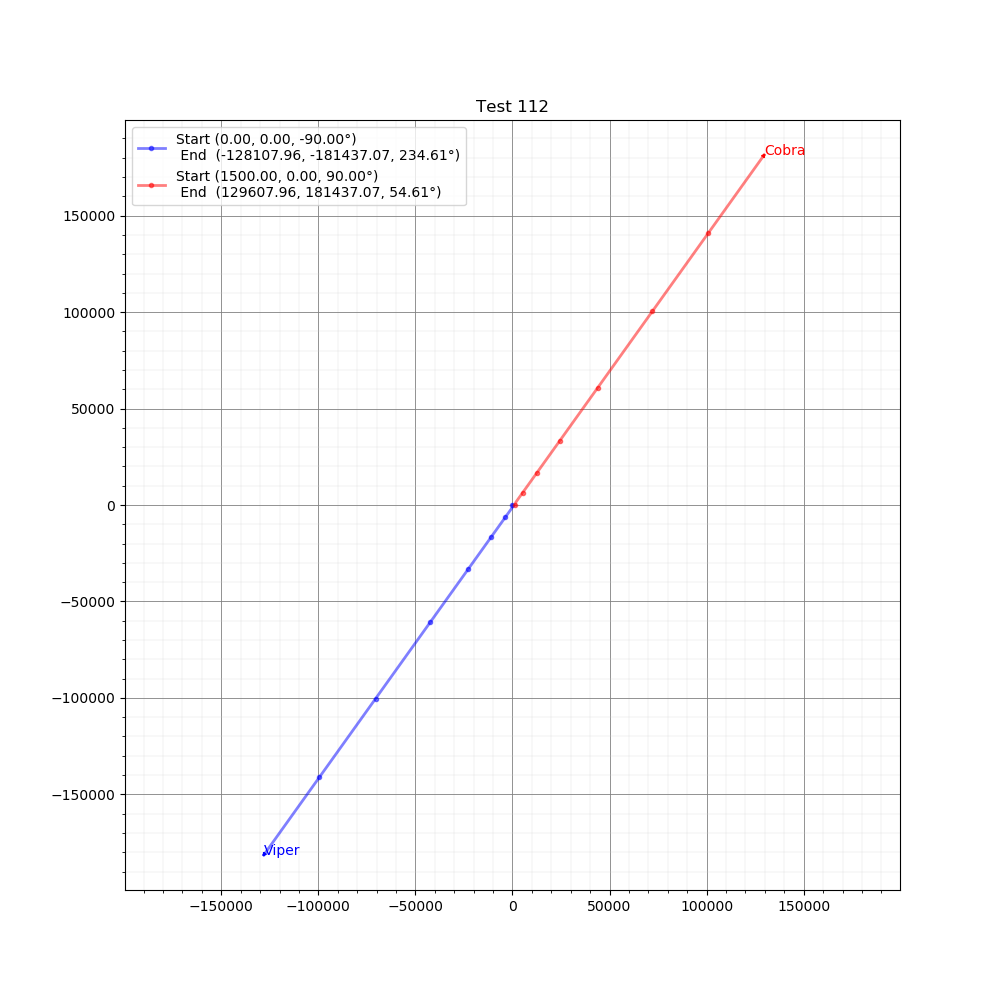 Test 112
Start (0.00, 0.00, -90.00°)
End (-128107.96, -181437.07, 234.61°)
Start (1500.00, 0.00, 90.00°)
End (129607.96, 181437.07, 54.61°)
Cobra
150000
100000
50000
0
−50000
−100000
−150000
Viper
−150000
−100000
−50000
0
50000
100000
150000